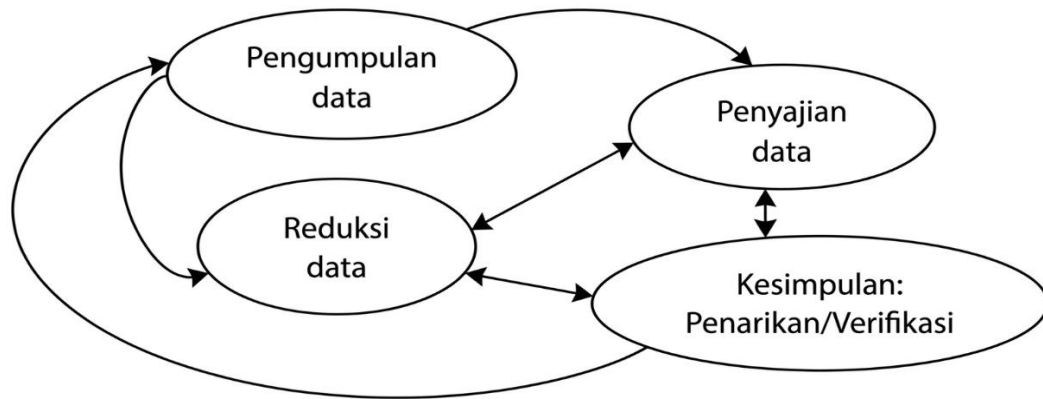 Pengumpulan
data
Penyajian
data
Reduksi
data
Kesimpulan:
Penarikan/Verifikasi